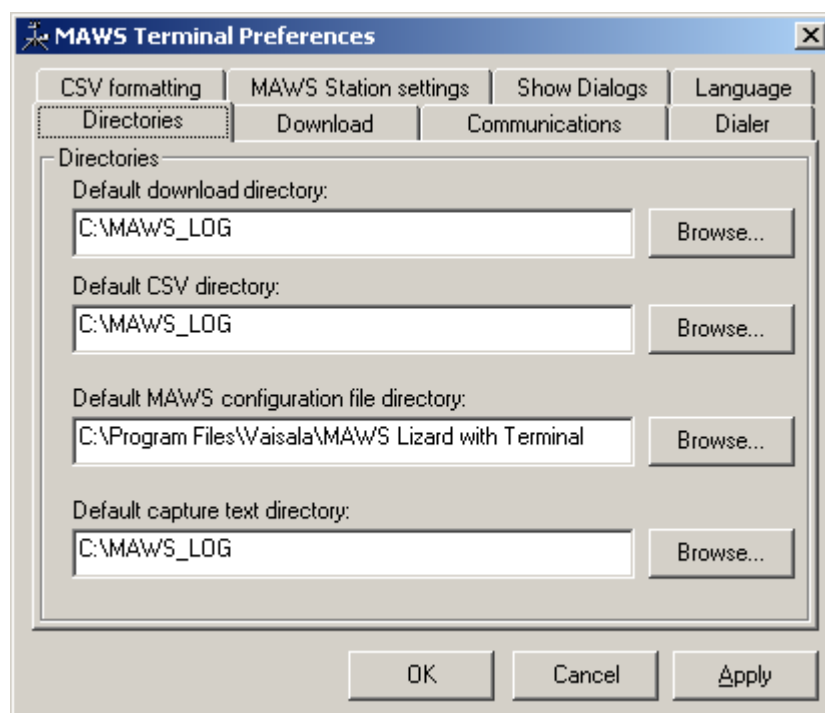 MAWS Terminal Preferences
CSV formatting MAWS Station settings Show Dialogs Language
Directories Download Communications Dialer
Directories
Default download directory:
C:\MAWS_LOG Browse...
Default CSV directory:
C:\MAWS_LOG Browse...
Default MAWS configuration file directory:
C:\Program Files\Vaisala\MAWS Lizard with Terminal Browse...
Default capture text directory:
C:\MAWS_LOG Browse...
OK Cancel Apply